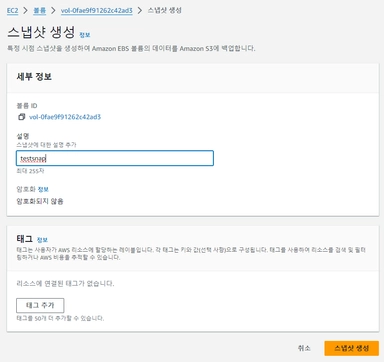 EC2 > 볼륨 > vol-0fae9f91262c42ad3 > 스냅샷 생성
스냅샷 생성 정보
특정 시점 스냅샷을 생성하여 Amazon EBS 볼륨의 데이터를 Amazon S3에 백업합니다.
세부 정보
볼륨 ID
vol-0fae9f91262c42ad3
설명
스냅샷에 대한 설명 추가
testsnap
최대 255자
암호화 정보
암호화되지 않음
태그 정보
태그는 사용자가 AWS 리소스에 할당하는 레이블입니다. 각 태그는 키와 값(선택 사항)으로 구성됩니다. 태그를 사용하여 리소스를 검색 및 필터
링하거나 AWS 비용을 추적할 수 있습니다.
리소스에 연결된 태그가 없습니다.
태그 추가
태그를 50개 더 추가할 수 있습니다.
취소 스냅샷 생성